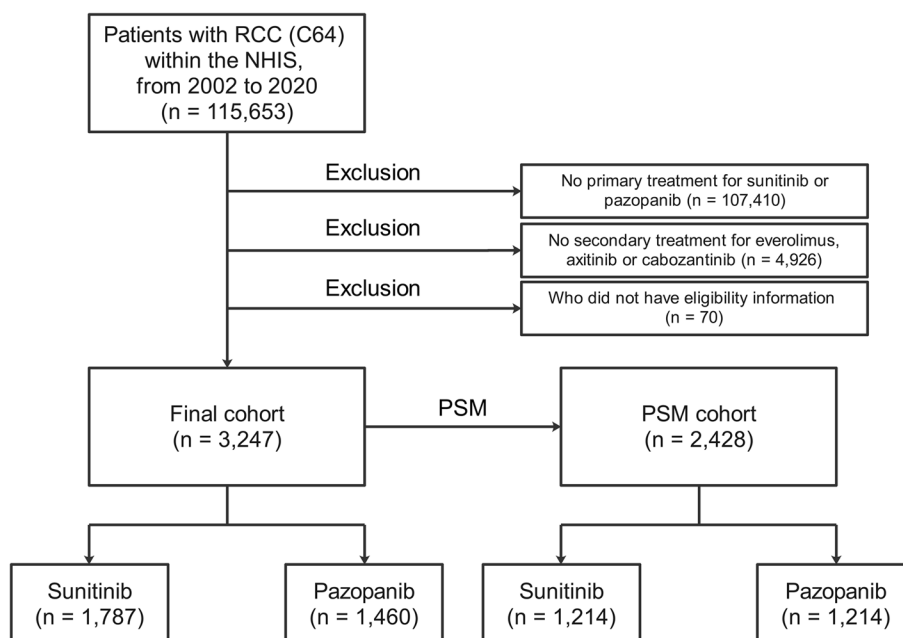 Patients with RCC (C64)
within the NHIS,
from 2002 to 2020
(n = 115,653)
Exclusion
No primary treatment for sunitinib or
pazopanib (n = 107,410)
Exclusion
No secondary treatment for everolimus,
axitinib or cabozantinib (n = 4,926)
Exclusion
Who did not have eligibility information
(n = 70)
Final cohort
(n = 3,247)
PSM
PSM cohort
(n = 2,428)
Sunitinib
(n = 1,787)
Pazopanib
(n = 1,460)
Sunitinib
(n = 1,214)
Pazopanib
(n = 1,214)